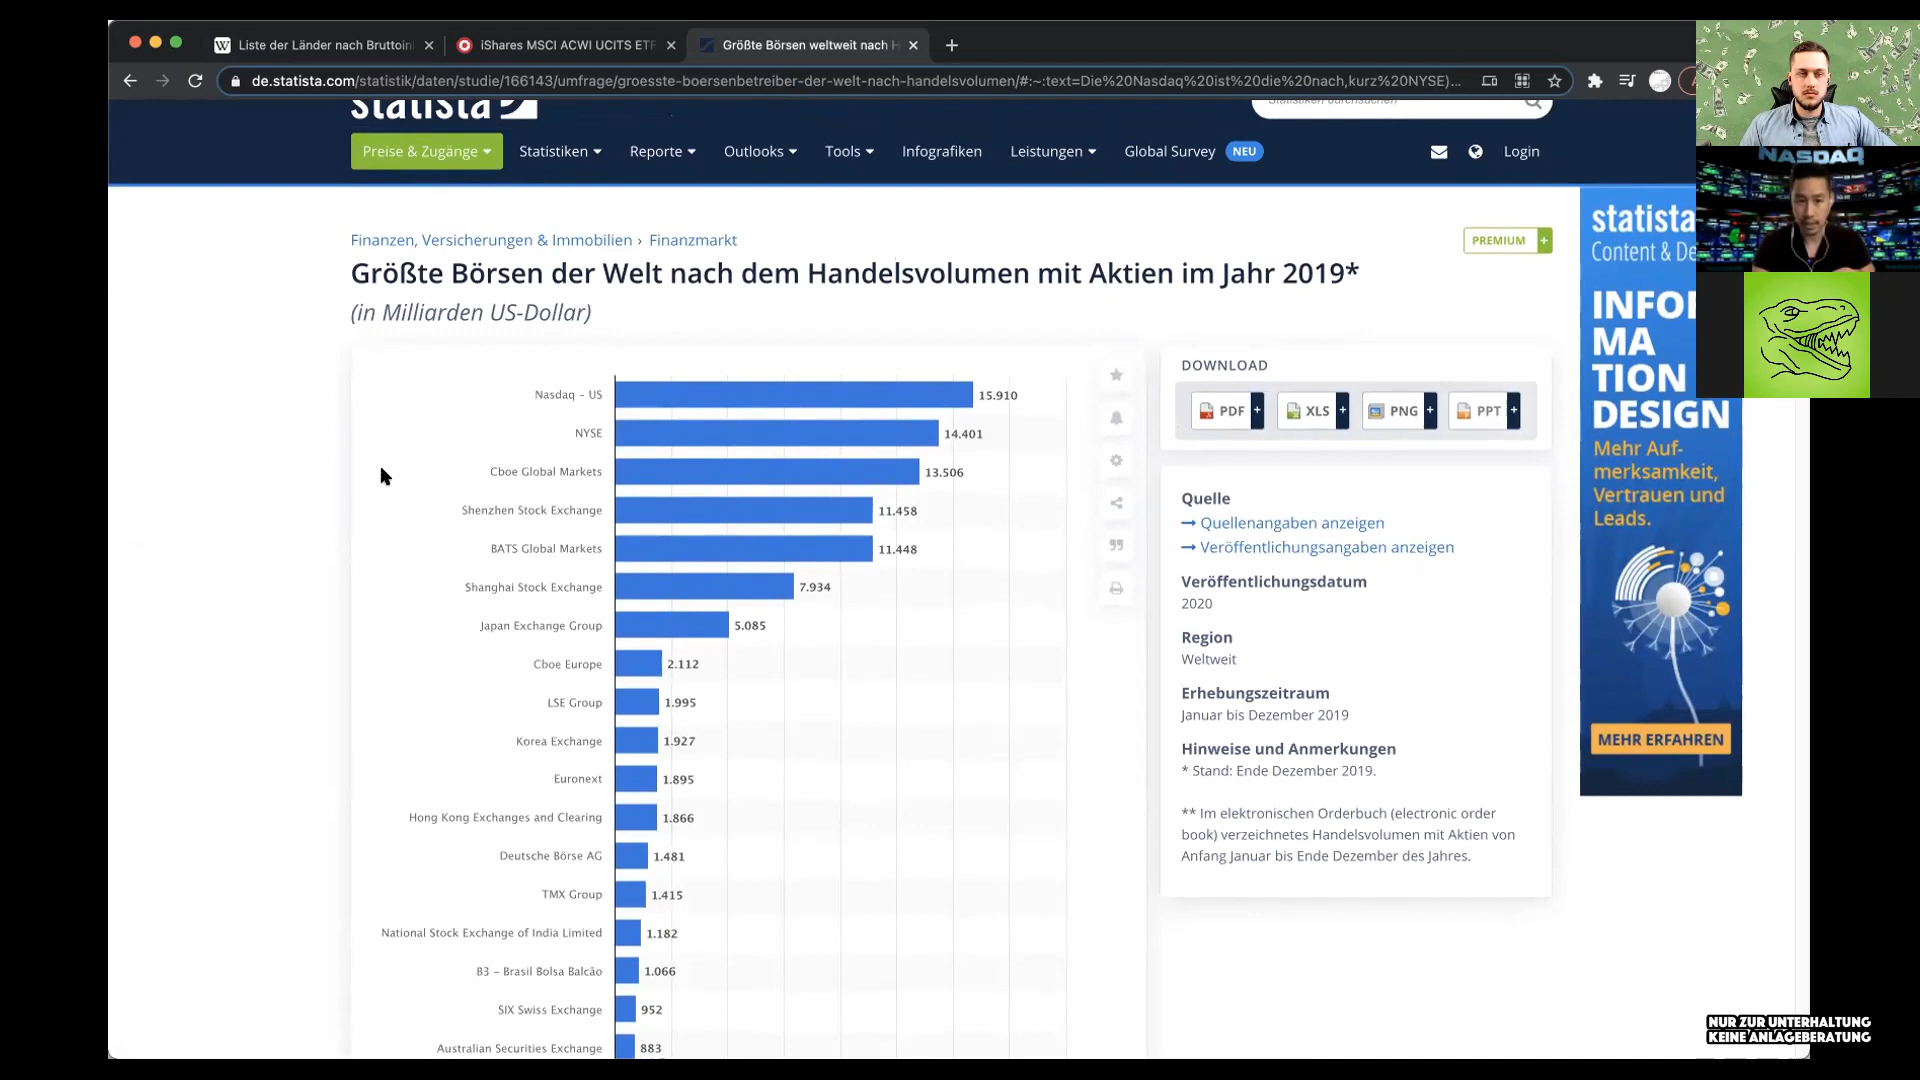 Liste der Länder nach Bruttoin
iShares MSCI ACWI UCITS ETF
Größte Börsen weltweit nach H
de.statista.com/statistik/daten/studie/166143/umfrage/groesste-boersenbetreiber-der-welt-nach-handelsvolumen/#:~:text=Die%20Nasdaq%20ist%20die%20nach,kurz%20NYSE)...
statista
Statistiken durchsuchen
Preise & Zugänge
Statistiken
Reporte
Outlooks
Tools
Infografiken
Leistungen
Global Survey
NEU
Login
NASDAQ
Finanzen, Versicherungen & Immobilien › Finanzmarkt
PREMIUM +
Größte Börsen der Welt nach dem Handelsvolumen mit Aktien im Jahr 2019*
(in Milliarden US-Dollar)
Nasdaq – US 15.910
NYSE 14.401
Cboe Global Markets 13.506
Shenzhen Stock Exchange 11.458
BATS Global Markets 11.448
Shanghai Stock Exchange 7.934
Japan Exchange Group 5.085
Cboe Europe 2.112
LSE Group 1.995
Korea Exchange 1.927
Euronext 1.895
Hong Kong Exchanges and Clearing 1.866
Deutsche Börse AG 1.481
TMX Group 1.415
National Stock Exchange of India Limited 1.182
B3 – Brasil Bolsa Balcão 1.066
SIX Swiss Exchange 952
Australian Securities Exchange 883
DOWNLOAD
PDF +
XLS +
PNG +
PPT +
Quelle
→ Quellenangaben anzeigen
→ Veröffentlichungsangaben anzeigen
Veröffentlichungsdatum
2020
Region
Weltweit
Erhebungszeitraum
Januar bis Dezember 2019
Hinweise und Anmerkungen
* Stand: Ende Dezember 2019.
** Im elektronischen Orderbuch (electronic order
book) verzeichnetes Handelsvolumen mit Aktien von
Anfang Januar bis Ende Dezember des Jahres.
statista
Content & De
INFOR
MA
TION
DESIGN
Mehr Auf-
merksamkeit,
Vertrauen und
Leads.
MEHR ERFAHREN
NUR ZUR UNTERHALTUNG
KEINE ANLAGEBERATUNG